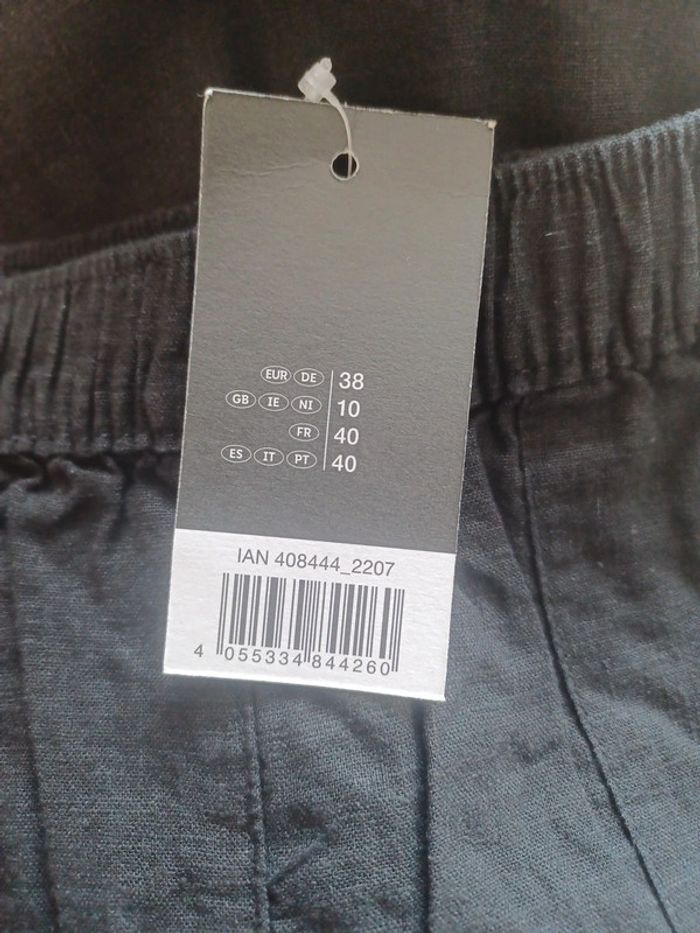 EUR DE 38
GB IE NI 10
FR 40
ES IT PT 40
IAN 408444_2207
4 055334 844260